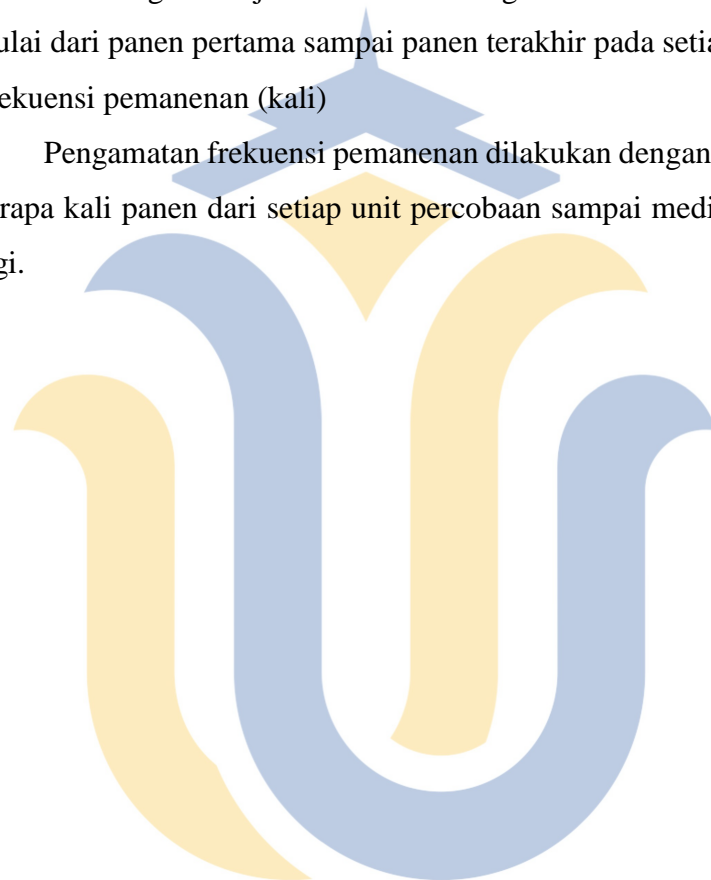 ulai dari panen pertama sampai panen terakhir pada setia
ekuensi pemanenan (kali)
Pengamatan frekuensi pemanenan dilakukan dengan
rapa kali panen dari setiap unit percobaan sampai medi
gi.